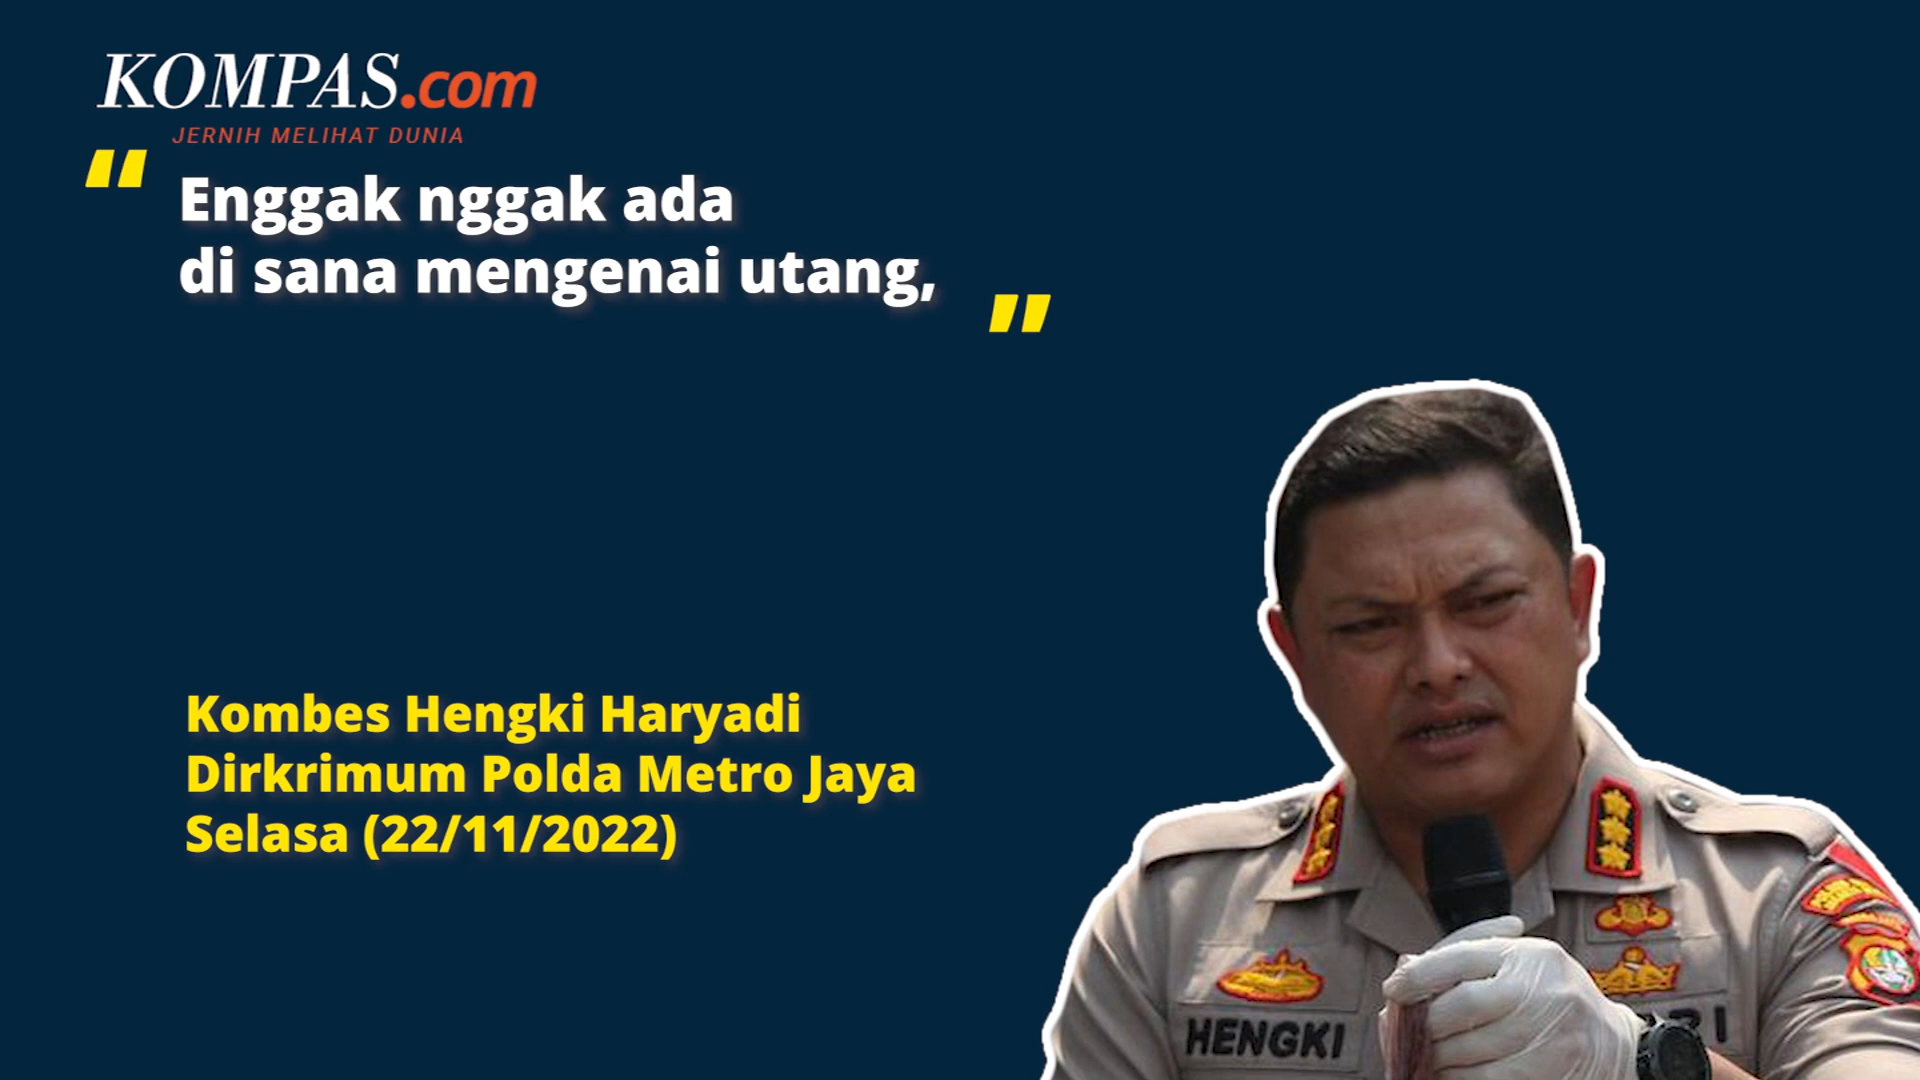 KOMPAS.com
JERNIH MELIHAT DUNIA
“ Enggak nggak ada
di sana mengenai utang, ”
Kombes Hengki Haryadi
Dirkrimum Polda Metro Jaya
Selasa (22/11/2022)
HENGKI